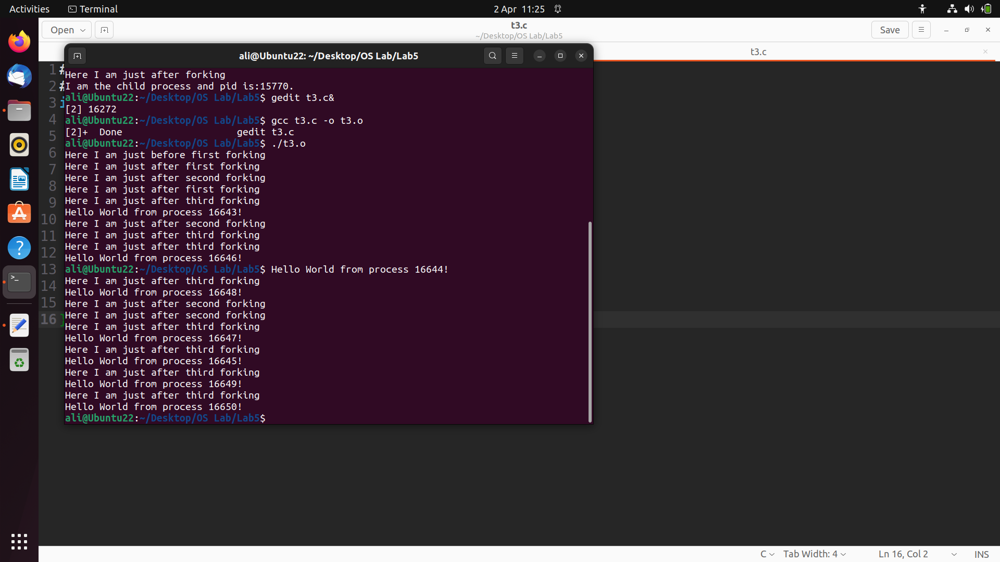 Activities
Terminal
2 Apr 11:25
Open
t3.c
~/Desktop/OS Lab/Lab5
Save
t3.c
ali@Ubuntu22: ~/Desktop/OS Lab/Lab5
Here I am just after forking
I am the child process and pid is:15770.
ali@Ubuntu22:~/Desktop/OS Lab/Lab5$ gedit t3.c&
[2] 16272
ali@Ubuntu22:~/Desktop/OS Lab/Lab5$ gcc t3.c -o t3.o
[2]+  Done                    gedit t3.c
ali@Ubuntu22:~/Desktop/OS Lab/Lab5$ ./t3.o
Here I am just before first forking
Here I am just after first forking
Here I am just after second forking
Here I am just after first forking
Here I am just after third forking
Hello World from process 16643!
Here I am just after second forking
Here I am just after third forking
Here I am just after third forking
Hello World from process 16646!
ali@Ubuntu22:~/Desktop/OS Lab/Lab5$ Hello World from process 16644!
Here I am just after third forking
Hello World from process 16648!
Here I am just after second forking
Here I am just after second forking
Here I am just after third forking
Hello World from process 16647!
Here I am just after third forking
Hello World from process 16645!
Here I am just after third forking
Hello World from process 16649!
Here I am just after third forking
Hello World from process 16650!
ali@Ubuntu22:~/Desktop/OS Lab/Lab5$
1 #
2 #
3 i
4
5
6
7
8
9
10
11
12
13
14
15
16 }
C
Tab Width: 4
Ln 16, Col 2
INS